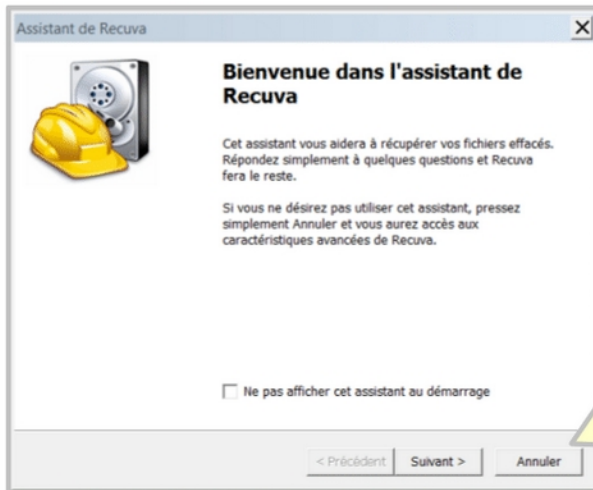 Assistant de Recuva
Bienvenue dans l'assistant de
Recuva
Cet assistant vous aidera à récupérer vos fichiers effacés.
Répondez simplement à quelques questions et Recuva
fera le reste.
Si vous ne désirez pas utiliser cet assistant, pressez
simplement Annuler et vous aurez accès aux
caractéristiques avancées de Recuva.
Ne pas afficher cet assistant au démarrage
< Précédent Suivant > Annuler